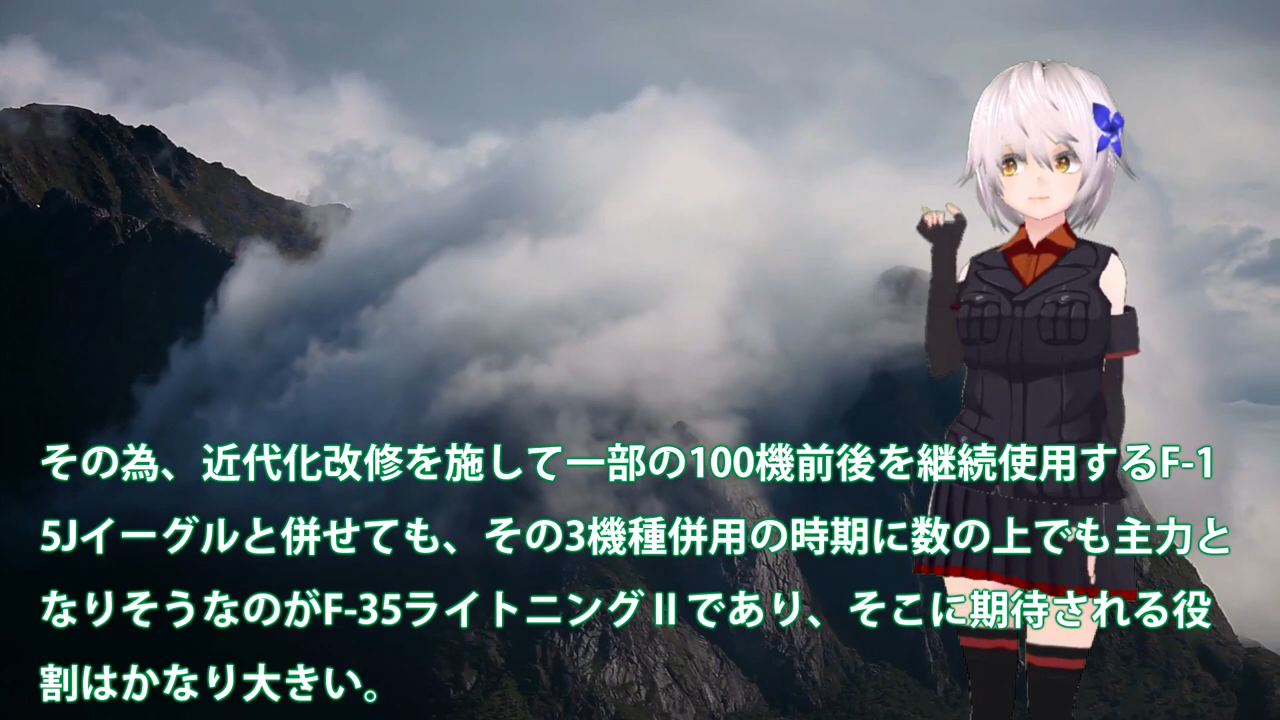 その為、近代化改修を施して一部の100機前後を継続使用するF-1
5Jイーグルと併せても、その3機種併用の時期に数の上でも主力と
なりそうなのがF-35ライトニングⅡであり、そこに期待される役
割はかなり大きい。